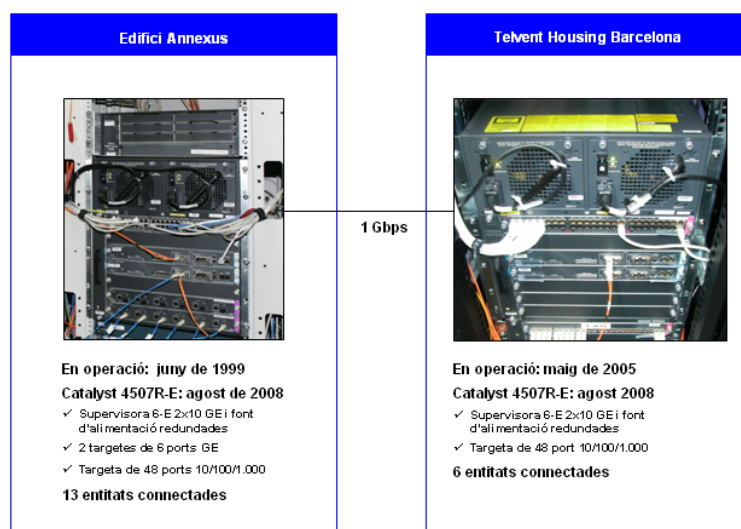 Edifici Annexus
Telvent Housing Barcelona
1 Gbps
En operació: juny de 1999
Catalyst 4507R-E: agost de 2008
✓ Supervisora 6-E 2x10 GE i font
d'alimentació redundades
✓ 2 targetes de 6 ports GE
✓ Targeta de 48 ports 10/100/1.000
13 entitats connectades
En operació: maig de 2005
Catalyst 4507R-E: agost 2008
✓ Supervisora 6-E 2x10 GE i font
d'alimentació redundades
✓ Targeta de 48 port 10/100/1.000
6 entitats connectades